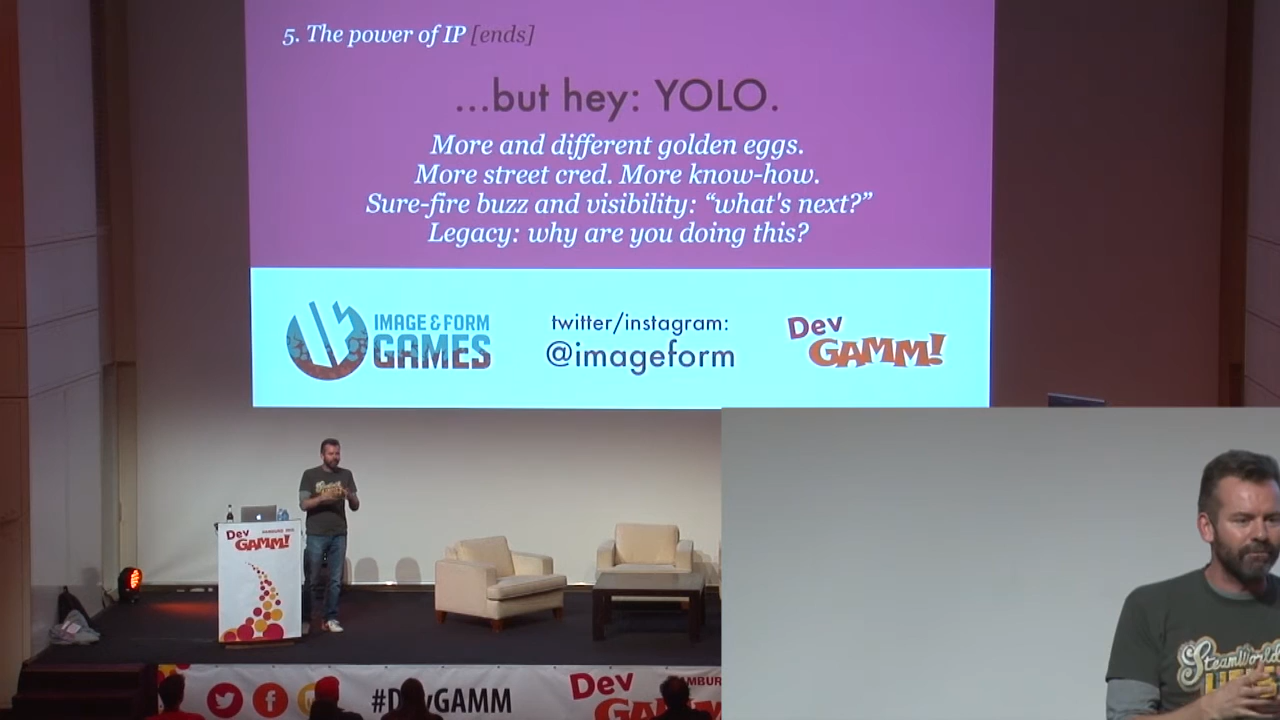 5. The power of IP [ends]
...but hey: YOLO.
More and different golden eggs.
More street cred. More know-how.
Sure-fire buzz and visibility: “what's next?”
Legacy: why are you doing this?
IMAGE & FORM
GAMES
twitter/instagram:
@imageform
Dev
GAMM!
Dev
GAMM!
SteamWorld
#DevGAMM
Dev
GAMM